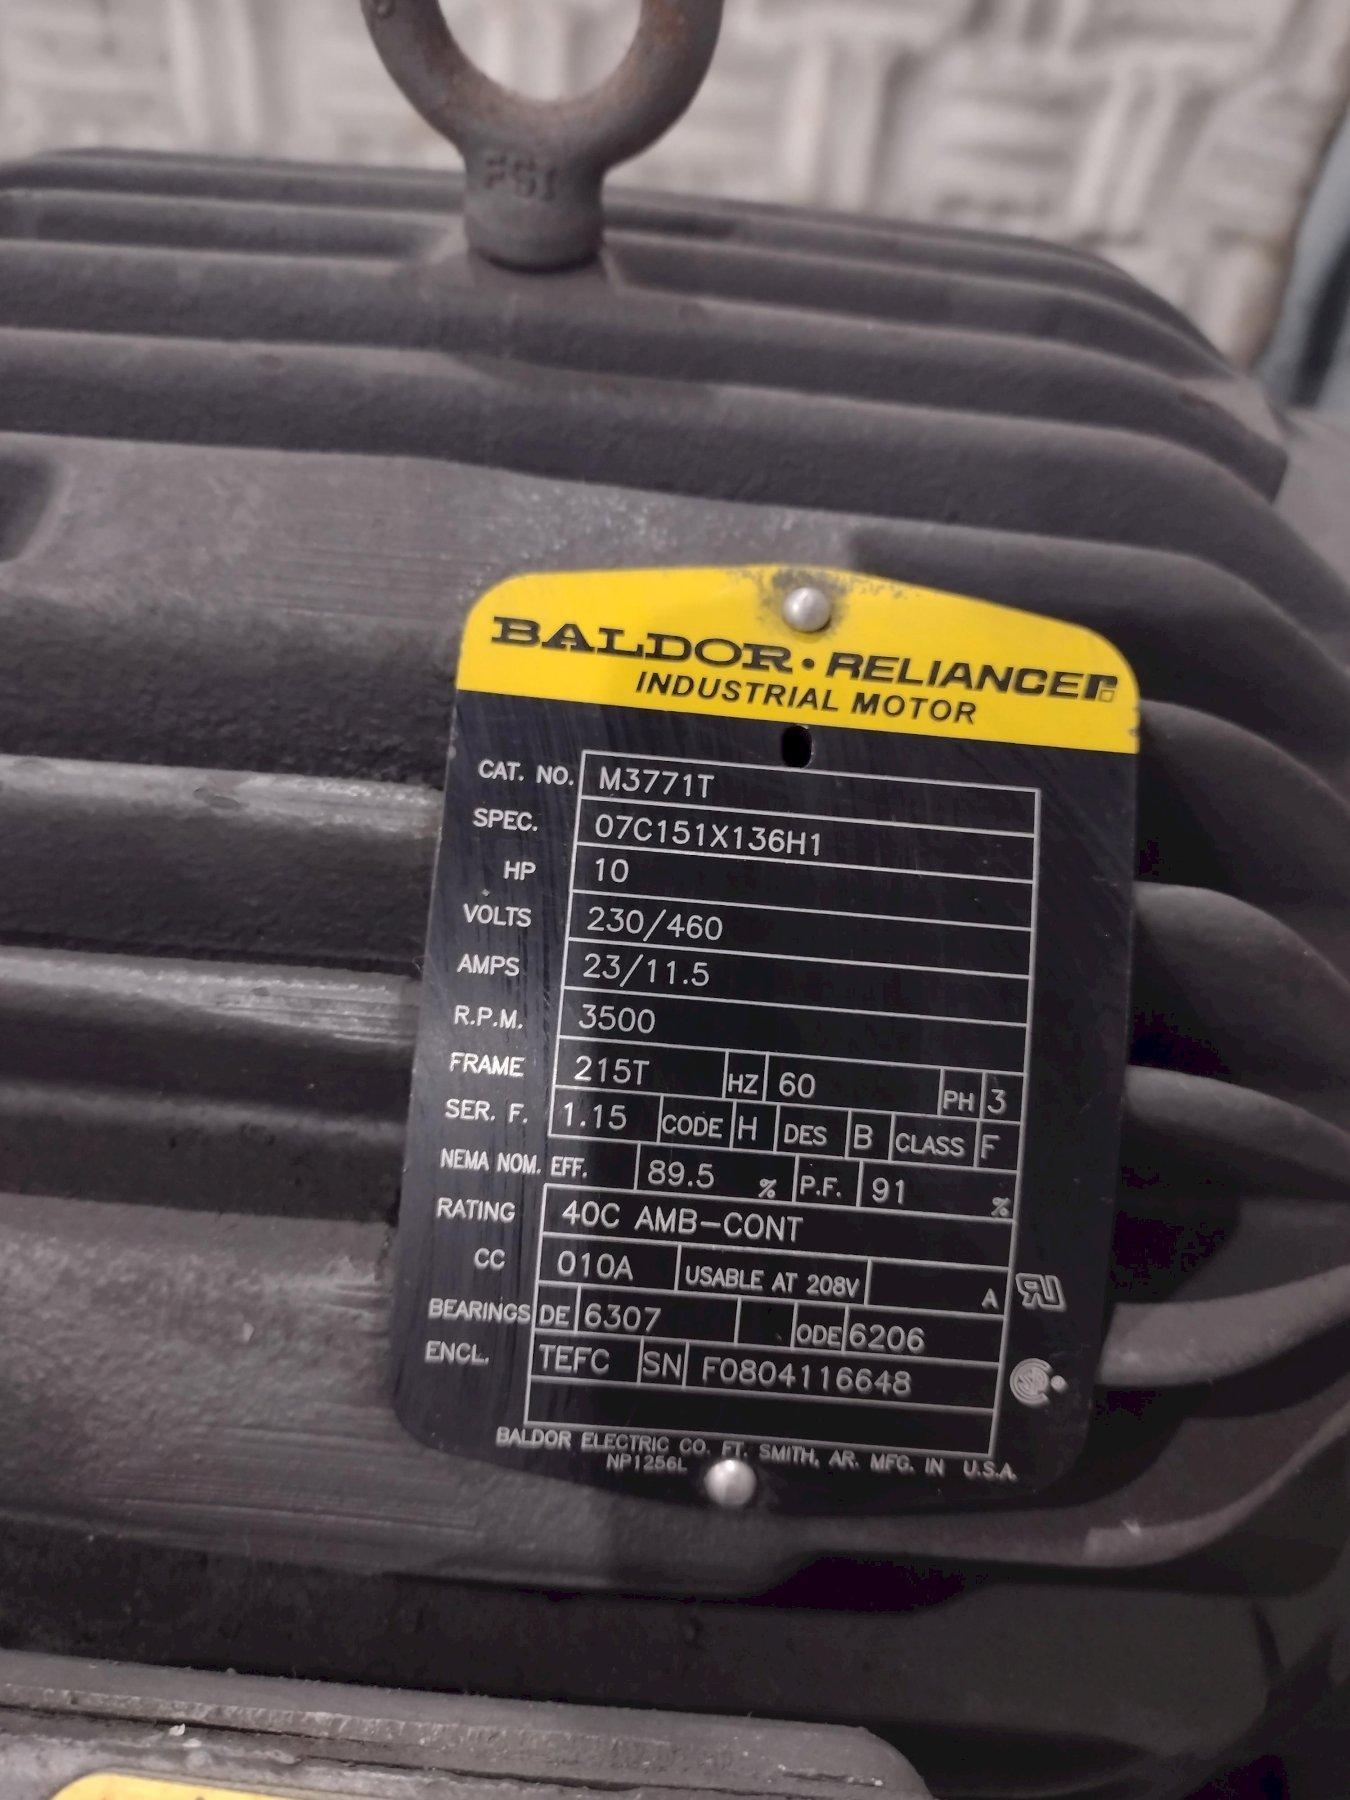 FSI
BALDOR · RELIANCE
INDUSTRIAL MOTOR
CAT. NO. M3771T
SPEC. 07C151X136H1
HP 10
VOLTS 230/460
AMPS 23/11.5
R.P.M. 3500
FRAME 215T HZ 60 PH 3
SER. F. 1.15 CODE H DES B CLASS F
NEMA NOM. EFF. 89.5 % P.F. 91 %
RATING 40C AMB-CONT
CC 010A USABLE AT 208V A
BEARINGS DE 6307 ODE 6206
ENCL. TEFC SN F0804116648
BALDOR ELECTRIC CO. FT. SMITH, AR. MFG. IN U.S.A.
NP1256L